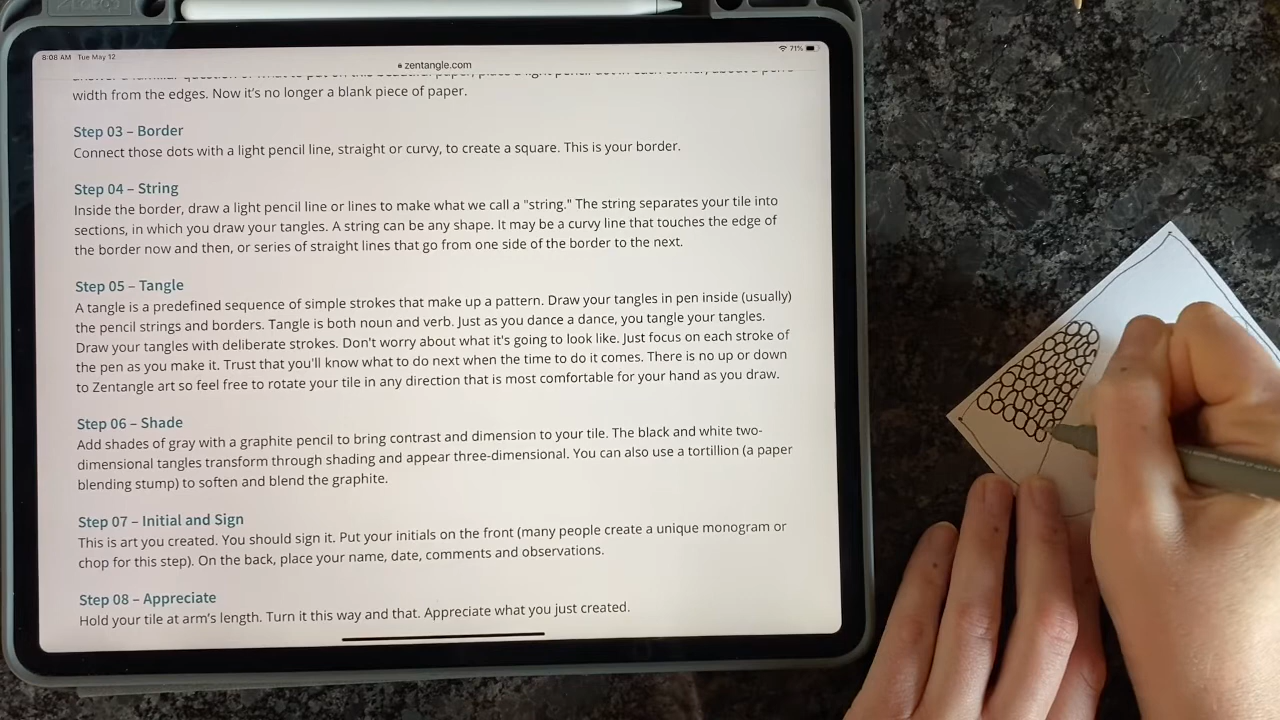 8:08 AM Tue May 12
71%
zentangle.com
width from the edges. Now it's no longer a blank piece of paper.
Step 03 – Border
Connect those dots with a light pencil line, straight or curvy, to create a square. This is your border.
Step 04 – String
Inside the border, draw a light pencil line or lines to make what we call a "string." The string separates your tile into
sections, in which you draw your tangles. A string can be any shape. It may be a curvy line that touches the edge of
the border now and then, or series of straight lines that go from one side of the border to the next.
Step 05 – Tangle
A tangle is a predefined sequence of simple strokes that make up a pattern. Draw your tangles in pen inside (usually)
the pencil strings and borders. Tangle is both noun and verb. Just as you dance a dance, you tangle your tangles.
Draw your tangles with deliberate strokes. Don't worry about what it's going to look like. Just focus on each stroke of
the pen as you make it. Trust that you'll know what to do next when the time to do it comes. There is no up or down
to Zentangle art so feel free to rotate your tile in any direction that is most comfortable for your hand as you draw.
Step 06 – Shade
Add shades of gray with a graphite pencil to bring contrast and dimension to your tile. The black and white two-
dimensional tangles transform through shading and appear three-dimensional. You can also use a tortillion (a paper
blending stump) to soften and blend the graphite.
Step 07 – Initial and Sign
This is art you created. You should sign it. Put your initials on the front (many people create a unique monogram or
chop for this step). On the back, place your name, date, comments and observations.
Step 08 – Appreciate
Hold your tile at arm's length. Turn it this way and that. Appreciate what you just created.